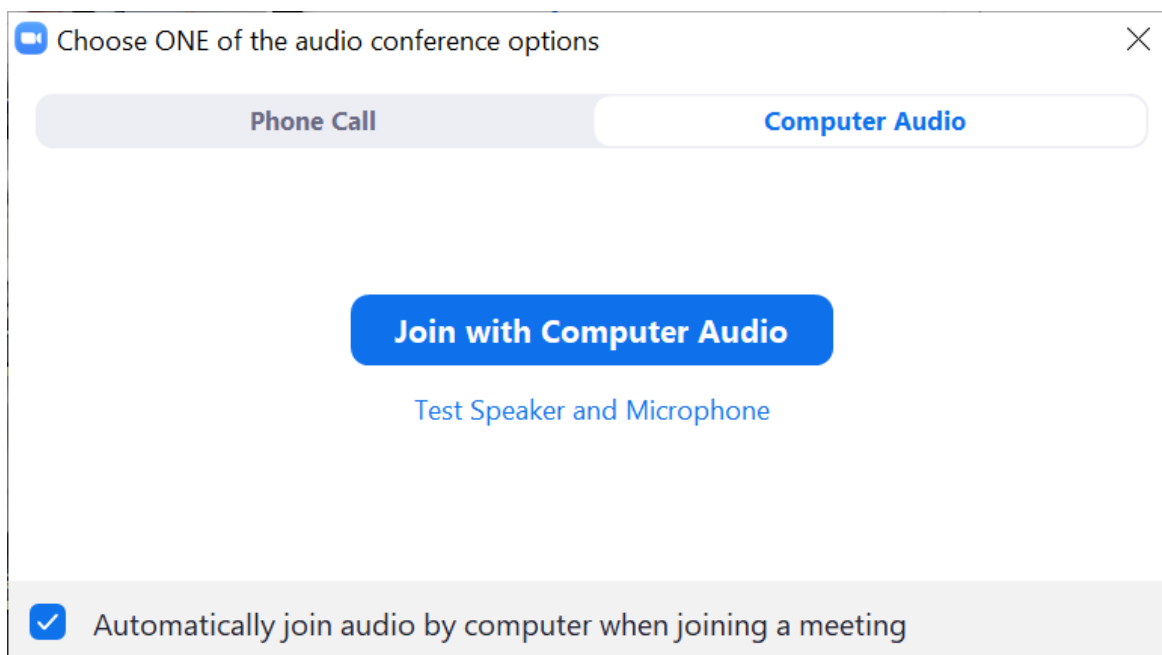 Choose ONE of the audio conference options
Phone Call
Computer Audio
Join with Computer Audio
Test Speaker and Microphone
Automatically join audio by computer when joining a meeting